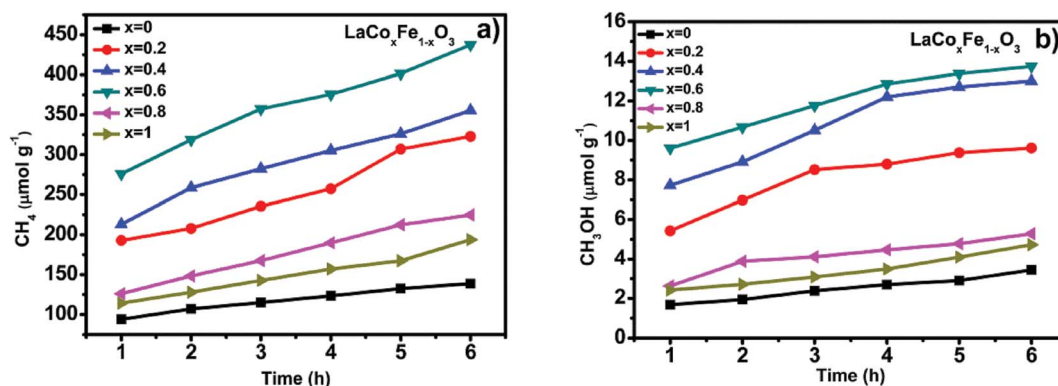 a)
LaCoₓFe₁₋ₓO₃
x=0
x=0.2
x=0.4
x=0.6
x=0.8
x=1
CH₄ (μmol g⁻¹)
450
400
350
300
250
200
150
100
1 2 3 4 5 6
Time (h)
b)
LaCoₓFe₁₋ₓO₃
x=0
x=0.2
x=0.4
x=0.6
x=0.8
x=1
CH₃OH (μmol g⁻¹)
16
14
12
10
8
6
4
2
0
1 2 3 4 5 6
Time (h)